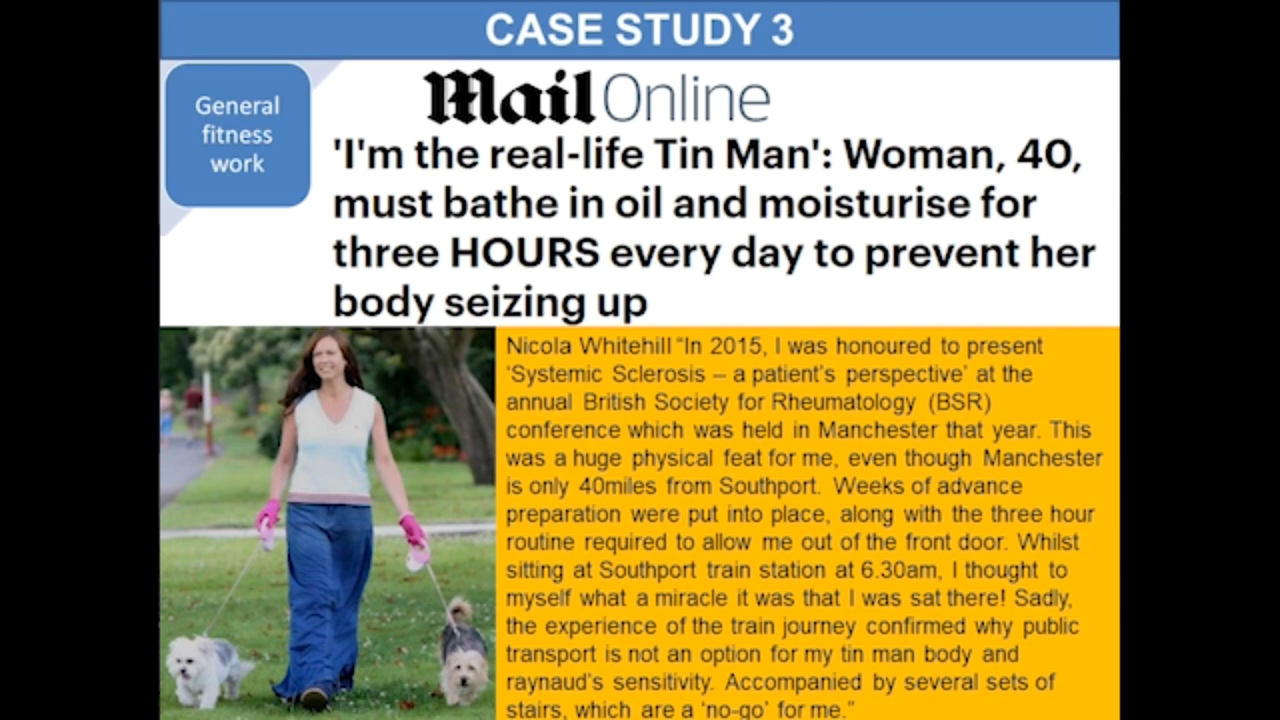 CASE STUDY 3
General
fitness
work
Mail Online
'I'm the real-life Tin Man': Woman, 40,
must bathe in oil and moisturise for
three HOURS every day to prevent her
body seizing up
Nicola Whitehill “In 2015, I was honoured to present
‘Systemic Sclerosis – a patient’s perspective’ at the
annual British Society for Rheumatology (BSR)
conference which was held in Manchester that year. This
was a huge physical feat for me, even though Manchester
is only 40miles from Southport. Weeks of advance
preparation were put into place, along with the three hour
routine required to allow me out of the front door. Whilst
sitting at Southport train station at 6.30am, I thought to
myself what a miracle it was that I was sat there! Sadly,
the experience of the train journey confirmed why public
transport is not an option for my tin man body and
raynaud’s sensitivity. Accompanied by several sets of
stairs, which are a ‘no-go’ for me.”